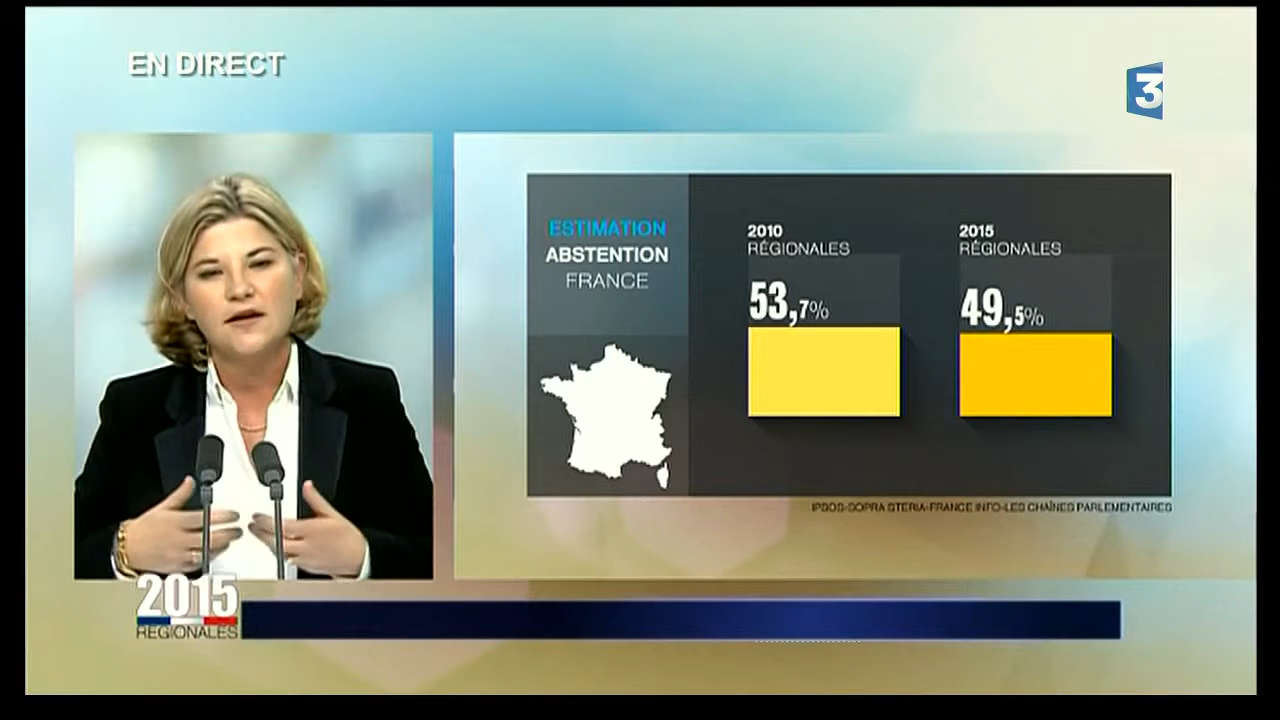 EN DIRECT
3
ESTIMATION
ABSTENTION
FRANCE
2010
RÉGIONALES
53,7%
2015
RÉGIONALES
49,5%
IPSOS-SOPRA STERIA-FRANCE INFO-LES CHAÎNES PARLEMENTAIRES
2015
REGIONALES